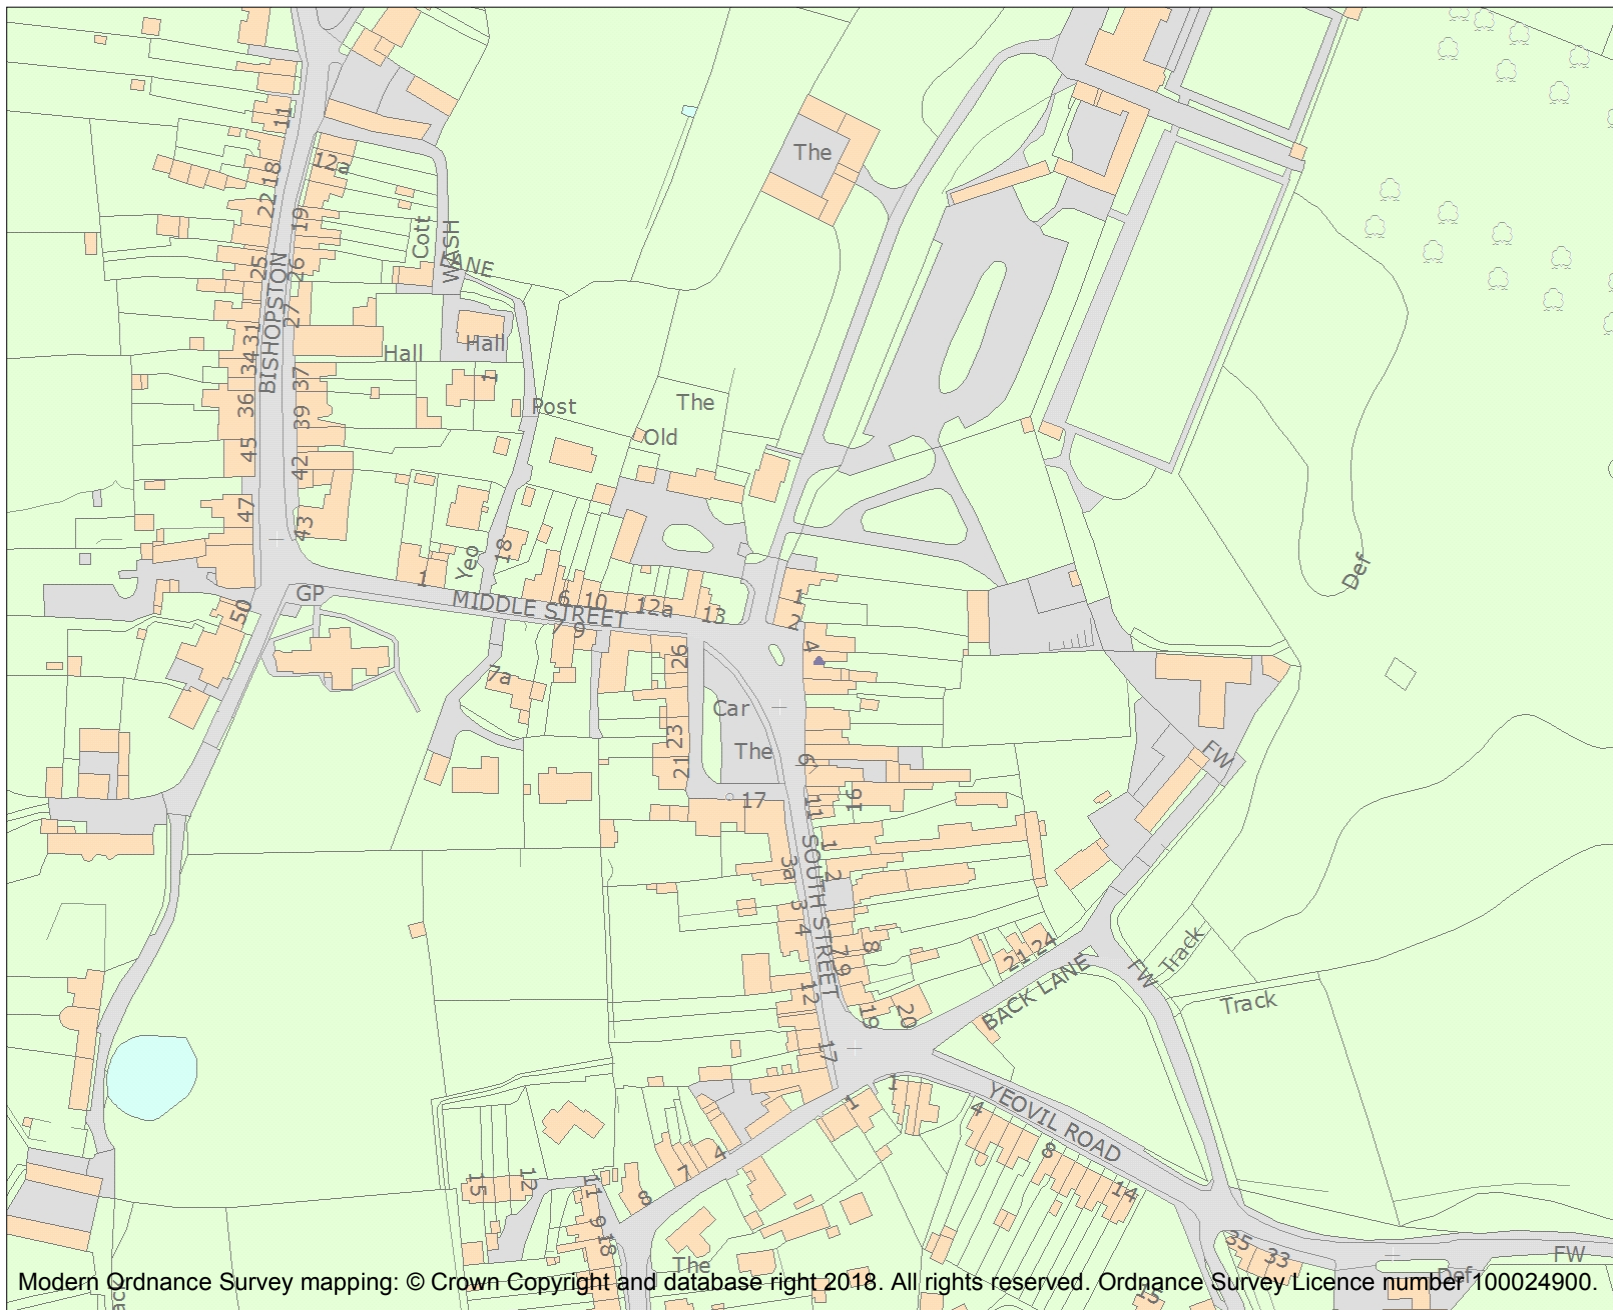 11
12a
The
18
22
19
Cott
WASH
LANE
25
26
BISHOPSTON
27
31
Hall
Hall
34
37
1
36
39
Post
The
Old
45
42
47
43
18
Yeo
1
GP
MIDDLE STREET
6
10
12a
13
7
9
1
2
4
50
26
7a
Car
The
23
21
17
6
11
16
FW
Def
SOUTH STREET
1
2
3a
3
4
7
9
8
12
19
20
17
21
24
BACK LANE
FW
Track
Track
YEOVIL ROAD
1
1
4
8
14
15
12
11
9
18
8
7
4
The
35
33
FW
Def
15
Modern Ordnance Survey mapping: © Crown Copyright and database right 2018. All rights reserved. Ordnance Survey Licence number 100024900.